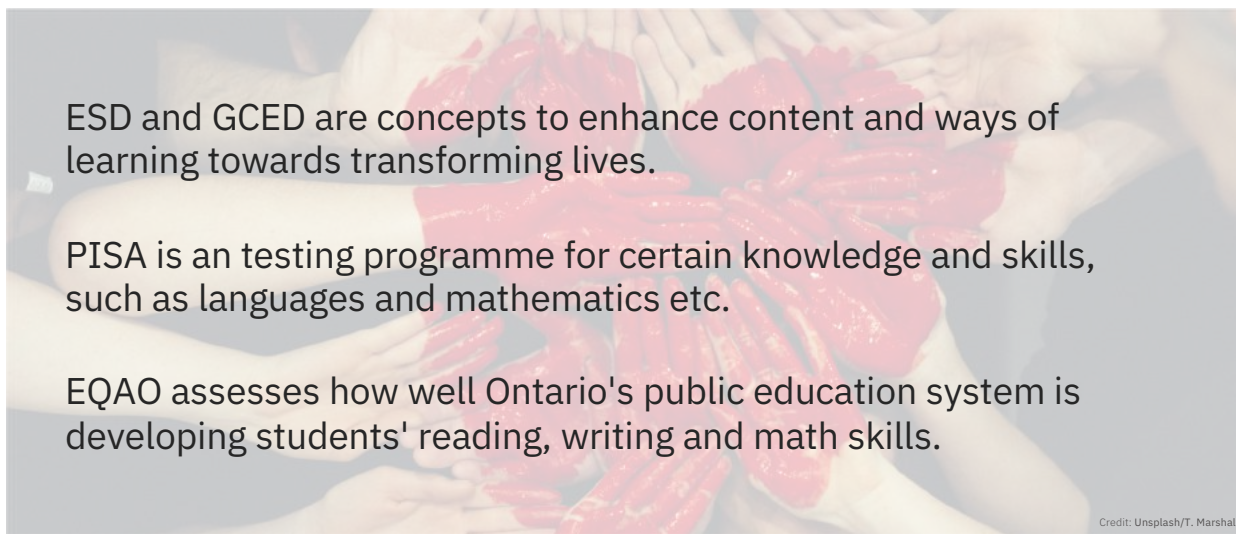 ESD and GCED are concepts to enhance content and ways of
learning towards transforming lives.
PISA is an testing programme for certain knowledge and skills,
such as languages and mathematics etc.
EQAO assesses how well Ontario's public education system is
developing students' reading, writing and math skills.
Credit: Unsplash/T. Marshal